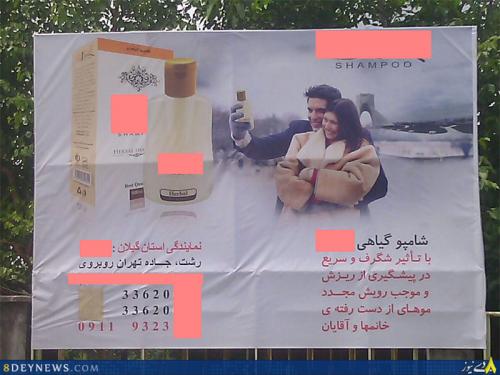 SHAMPOO
شامپو گیاهی
با تأثیر شگرف و سریع
در پیشگیری از ریزش
و موجب رویش مجدد
موهای از دست رفته ی
خانمها و آقایان
نمایندگی استان گیلان :
رشت، جاده تهران روبروی
33620
33620
0911 9323
Herbal
8DEYNEWS.COM